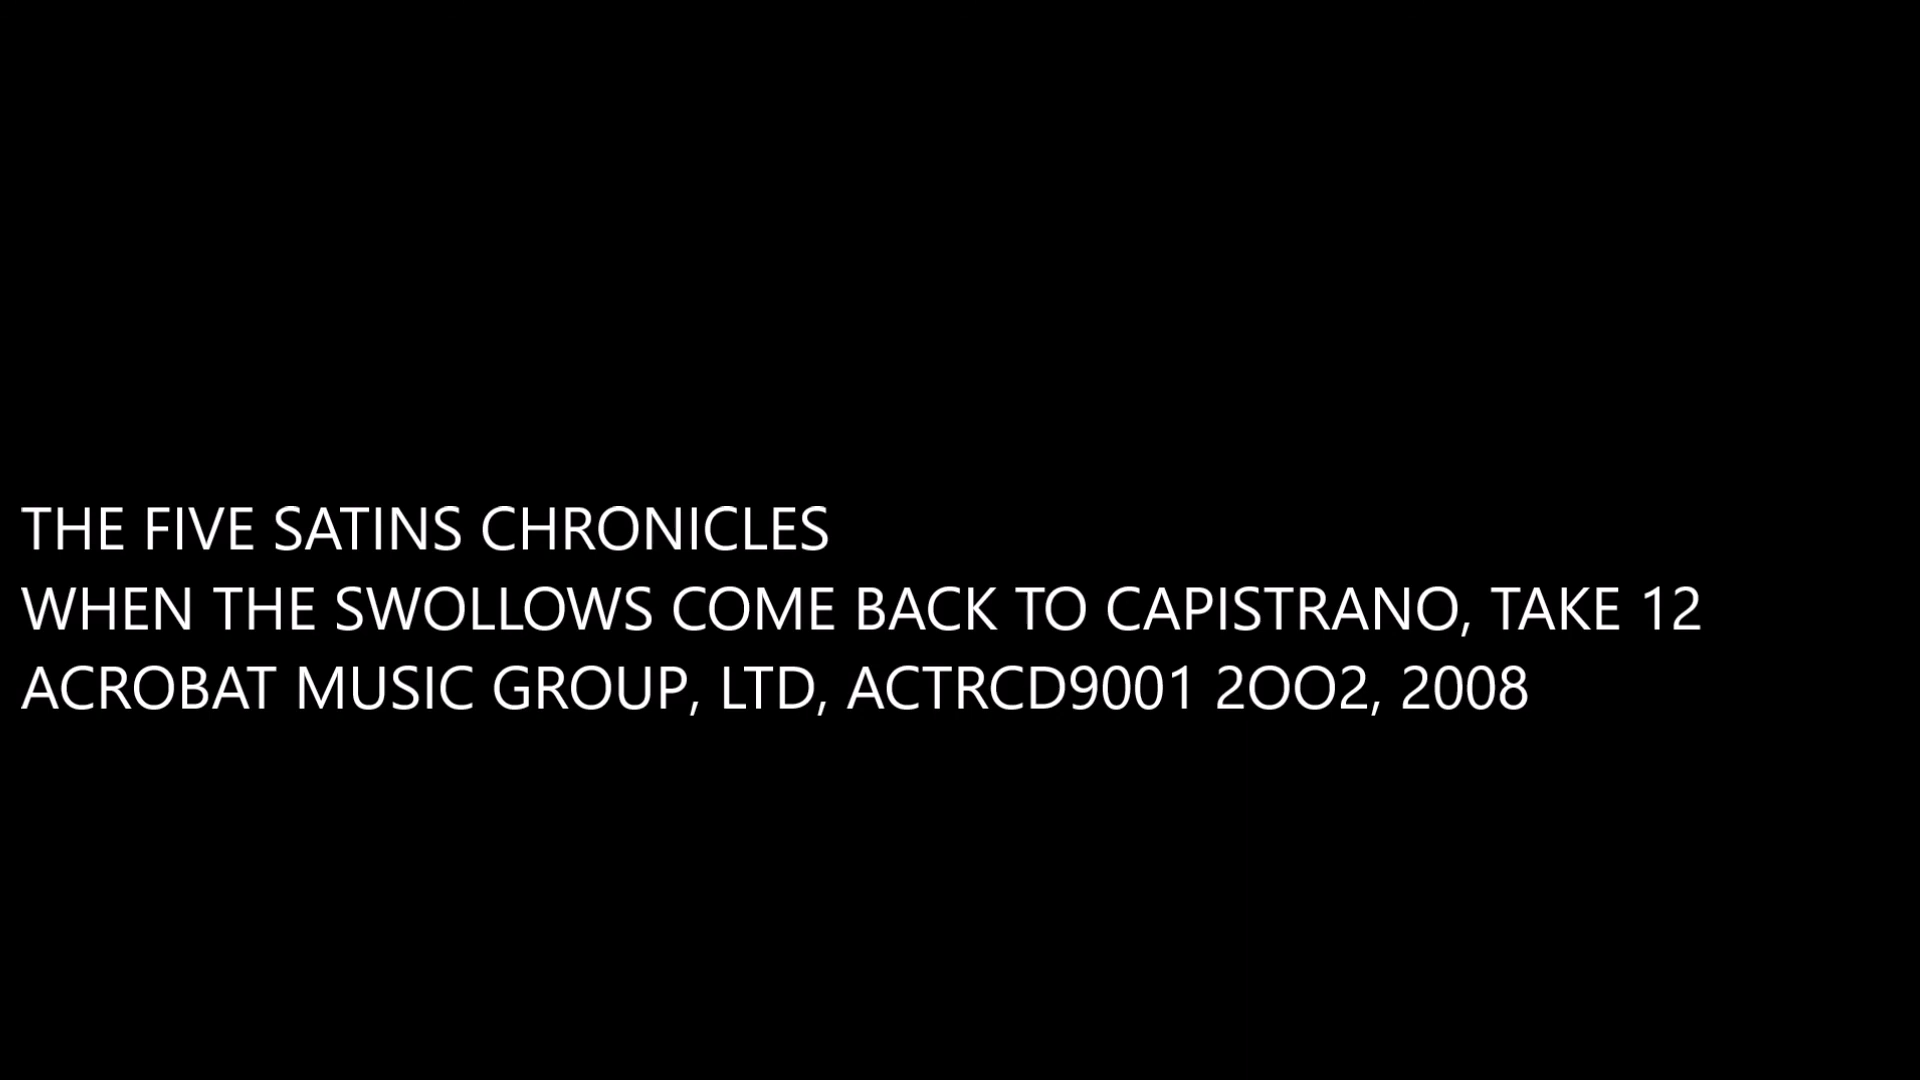 THE FIVE SATINS CHRONICLES
WHEN THE SWOLLOWS COME BACK TO CAPISTRANO, TAKE 12
ACROBAT MUSIC GROUP, LTD, ACTRCD9001 2OO2, 2008